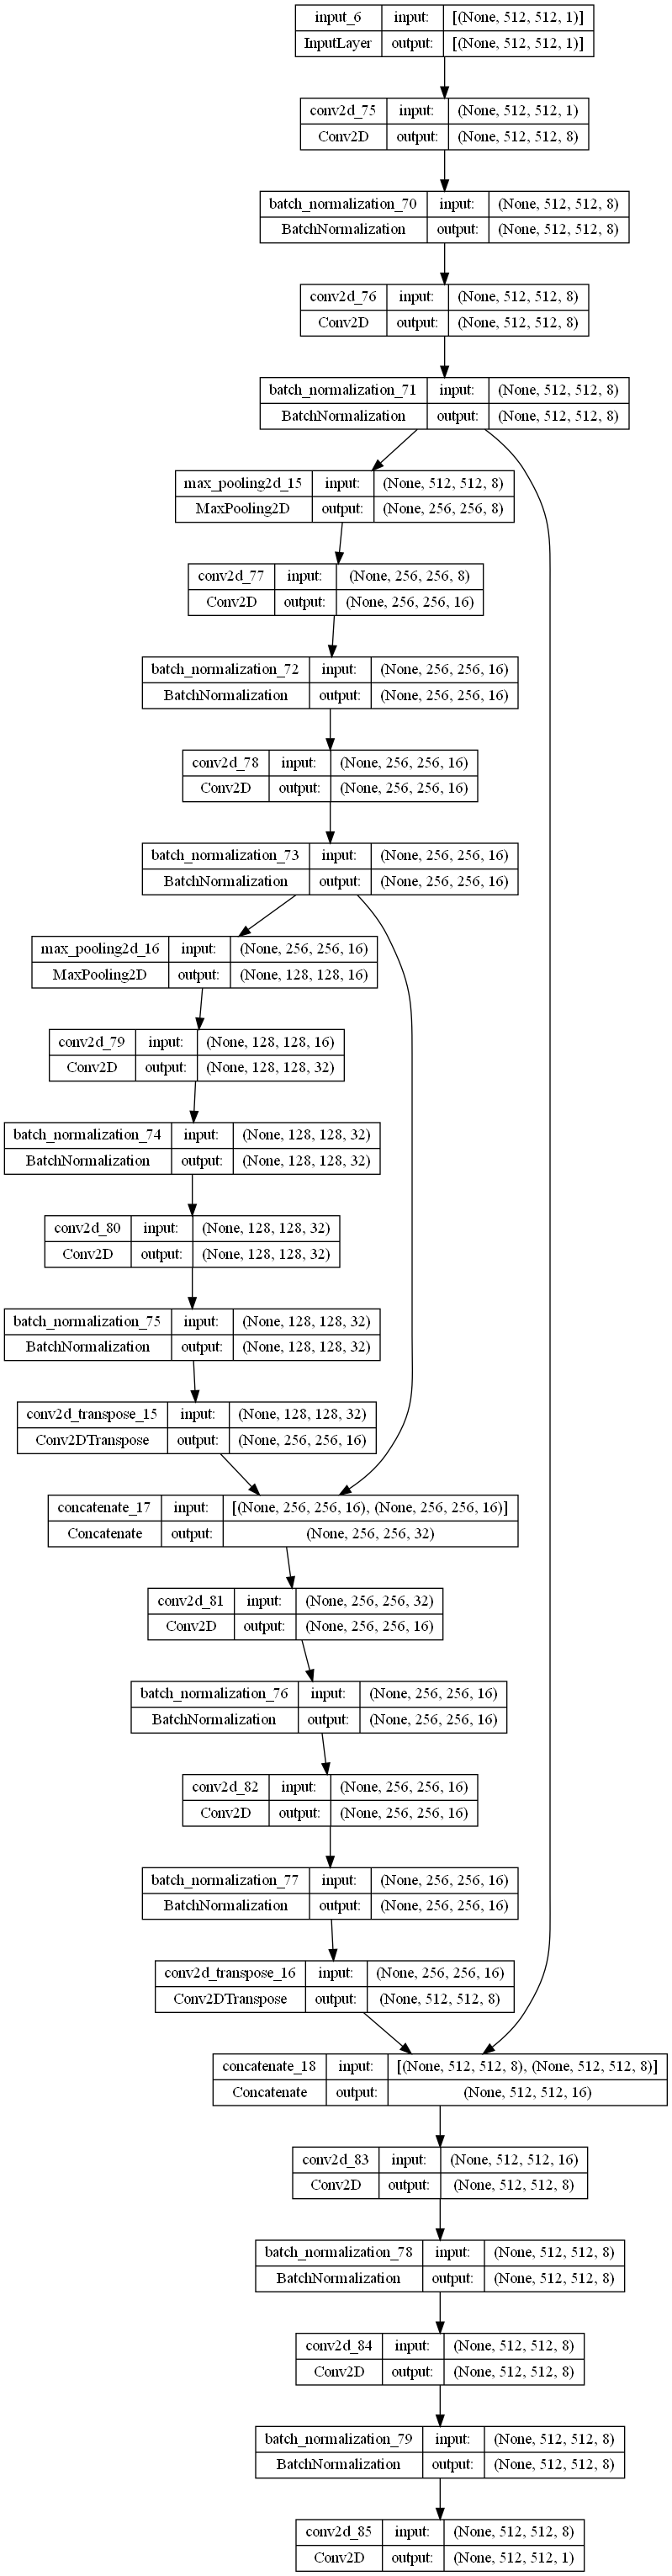 input_6 input: [(None, 512, 512, 1)]
InputLayer output: [(None, 512, 512, 1)]
conv2d_75 input: (None, 512, 512, 1)
Conv2D output: (None, 512, 512, 8)
batch_normalization_70 input: (None, 512, 512, 8)
BatchNormalization output: (None, 512, 512, 8)
conv2d_76 input: (None, 512, 512, 8)
Conv2D output: (None, 512, 512, 8)
batch_normalization_71 input: (None, 512, 512, 8)
BatchNormalization output: (None, 512, 512, 8)
max_pooling2d_15 input: (None, 512, 512, 8)
MaxPooling2D output: (None, 256, 256, 8)
conv2d_77 input: (None, 256, 256, 8)
Conv2D output: (None, 256, 256, 16)
batch_normalization_72 input: (None, 256, 256, 16)
BatchNormalization output: (None, 256, 256, 16)
conv2d_78 input: (None, 256, 256, 16)
Conv2D output: (None, 256, 256, 16)
batch_normalization_73 input: (None, 256, 256, 16)
BatchNormalization output: (None, 256, 256, 16)
max_pooling2d_16 input: (None, 256, 256, 16)
MaxPooling2D output: (None, 128, 128, 16)
conv2d_79 input: (None, 128, 128, 16)
Conv2D output: (None, 128, 128, 32)
batch_normalization_74 input: (None, 128, 128, 32)
BatchNormalization output: (None, 128, 128, 32)
conv2d_80 input: (None, 128, 128, 32)
Conv2D output: (None, 128, 128, 32)
batch_normalization_75 input: (None, 128, 128, 32)
BatchNormalization output: (None, 128, 128, 32)
conv2d_transpose_15 input: (None, 128, 128, 32)
Conv2DTranspose output: (None, 256, 256, 16)
concatenate_17 input: [(None, 256, 256, 16), (None, 256, 256, 16)]
Concatenate output: (None, 256, 256, 32)
conv2d_81 input: (None, 256, 256, 32)
Conv2D output: (None, 256, 256, 16)
batch_normalization_76 input: (None, 256, 256, 16)
BatchNormalization output: (None, 256, 256, 16)
conv2d_82 input: (None, 256, 256, 16)
Conv2D output: (None, 256, 256, 16)
batch_normalization_77 input: (None, 256, 256, 16)
BatchNormalization output: (None, 256, 256, 16)
conv2d_transpose_16 input: (None, 256, 256, 16)
Conv2DTranspose output: (None, 512, 512, 8)
concatenate_18 input: [(None, 512, 512, 8), (None, 512, 512, 8)]
Concatenate output: (None, 512, 512, 16)
conv2d_83 input: (None, 512, 512, 16)
Conv2D output: (None, 512, 512, 8)
batch_normalization_78 input: (None, 512, 512, 8)
BatchNormalization output: (None, 512, 512, 8)
conv2d_84 input: (None, 512, 512, 8)
Conv2D output: (None, 512, 512, 8)
batch_normalization_79 input: (None, 512, 512, 8)
BatchNormalization output: (None, 512, 512, 8)
conv2d_85 input: (None, 512, 512, 8)
Conv2D output: (None, 512, 512, 1)